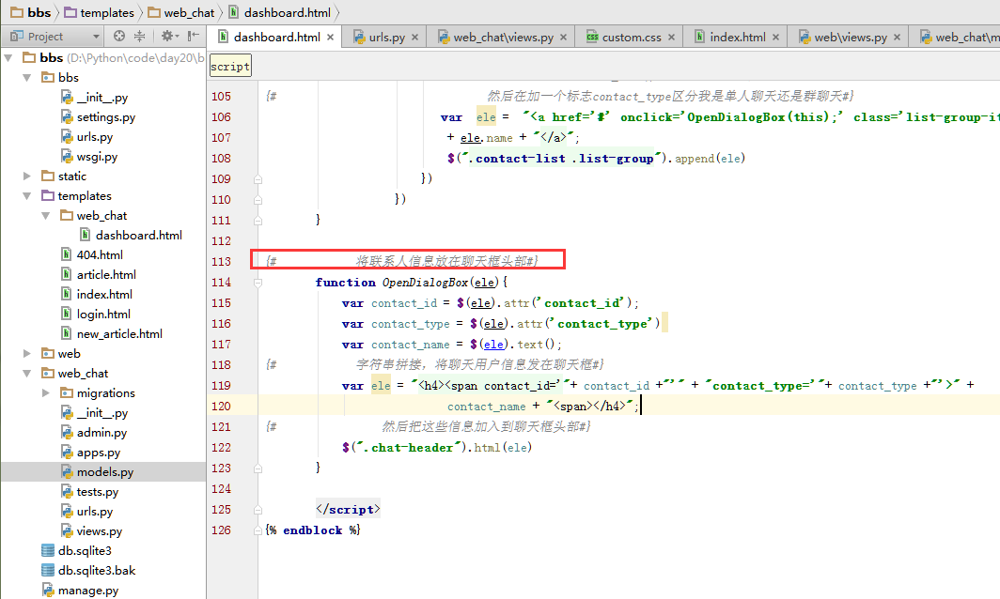 bbs templates web_chat dashboard.html
Project
dashboard.html urls.py web_chat\views.py custom.css index.html web\views.py web_chat\m
bbs (D:\Python\code\day20\b
bbs
__init__.py
settings.py
urls.py
wsgi.py
static
templates
web_chat
dashboard.html
404.html
article.html
index.html
login.html
new_article.html
web
web_chat
migrations
__init__.py
admin.py
apps.py
models.py
tests.py
urls.py
views.py
db.sqlite3
db.sqlite3.bak
manage.py
script
105 {# 然后在加一个标志contact_type区分我是单人聊天还是群聊天#}
106 var ele = "<a href='#' onclick='OpenDialogBox(this);' class='list-group-it
107 + ele.name + "</a>";
108 $(".contact-list .list-group").append(ele)
109 })
110 })
111 }
112
113 {# 将联系人信息放在聊天框头部#}
114 function OpenDialogBox(ele){
115 var contact_id = $(ele).attr('contact_id');
116 var contact_type = $(ele).attr('contact_type')
117 var contact_name = $(ele).text();
118 {# 字符串拼接，将聊天用户信息发在聊天框#}
119 var ele = "<h4><span contact_id='"+ contact_id +"'" + "contact_type='"+ contact_type +"'>" +
120 contact_name + "<span></h4>";
121 {# 然后把这些信息加入到聊天框头部#}
122 $(".chat-header").html(ele)
123 }
124
125 </script>
126 {% endblock %}